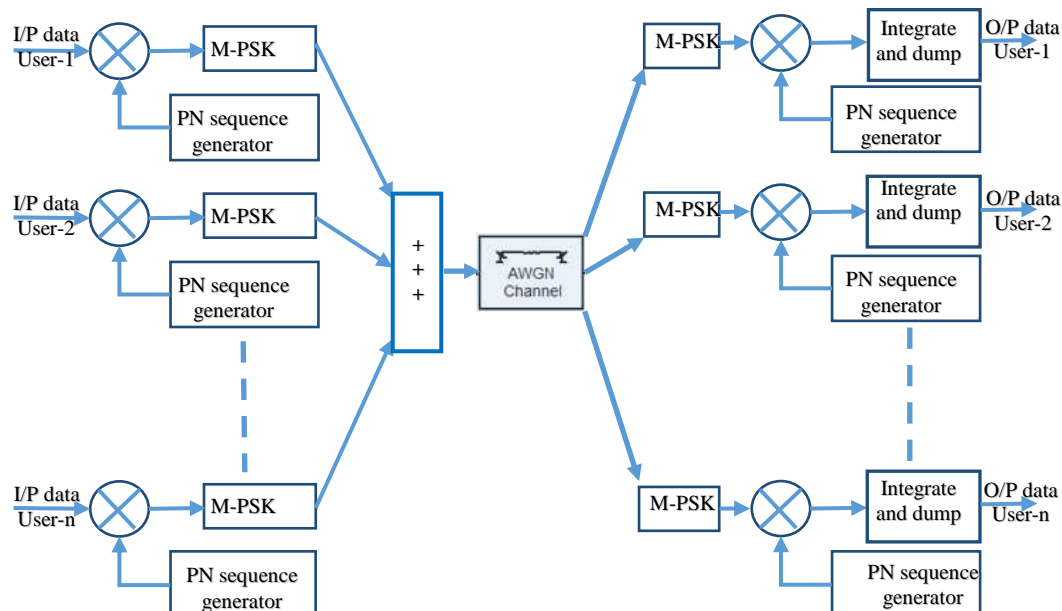 I/P data
User-1
M-PSK
PN sequence
generator
I/P data
User-2
M-PSK
PN sequence
generator
I/P data
User-n
M-PSK
PN sequence
generator
+
+
+
AWGN
Channel
M-PSK
Integrate
and dump
O/P data
User-1
PN sequence
generator
M-PSK
Integrate
and dump
O/P data
User-2
PN sequence
generator
M-PSK
Integrate
and dump
O/P data
User-n
PN sequence
generator